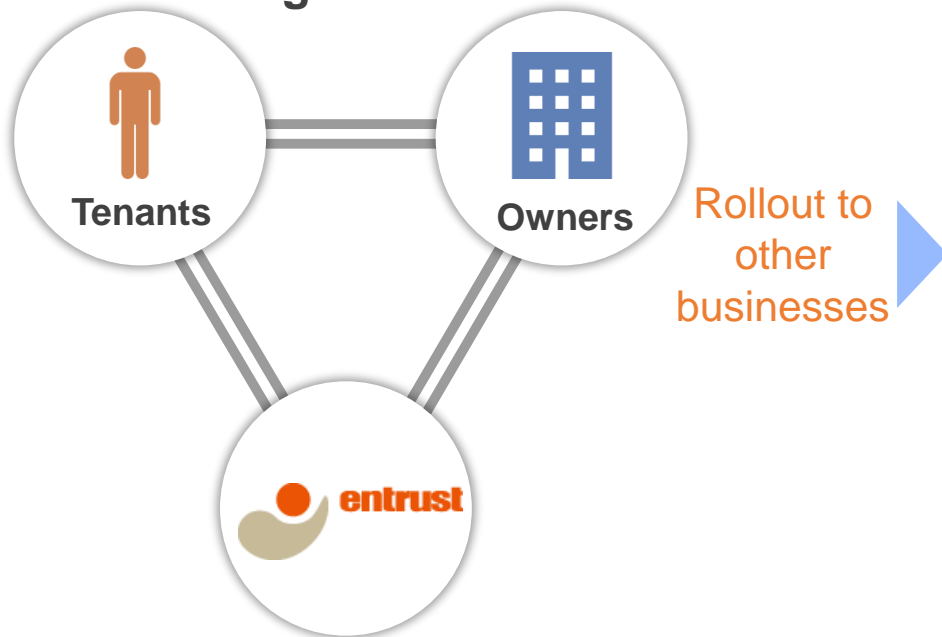 Tenants
Owners
Rollout to
other
businesses
entrust